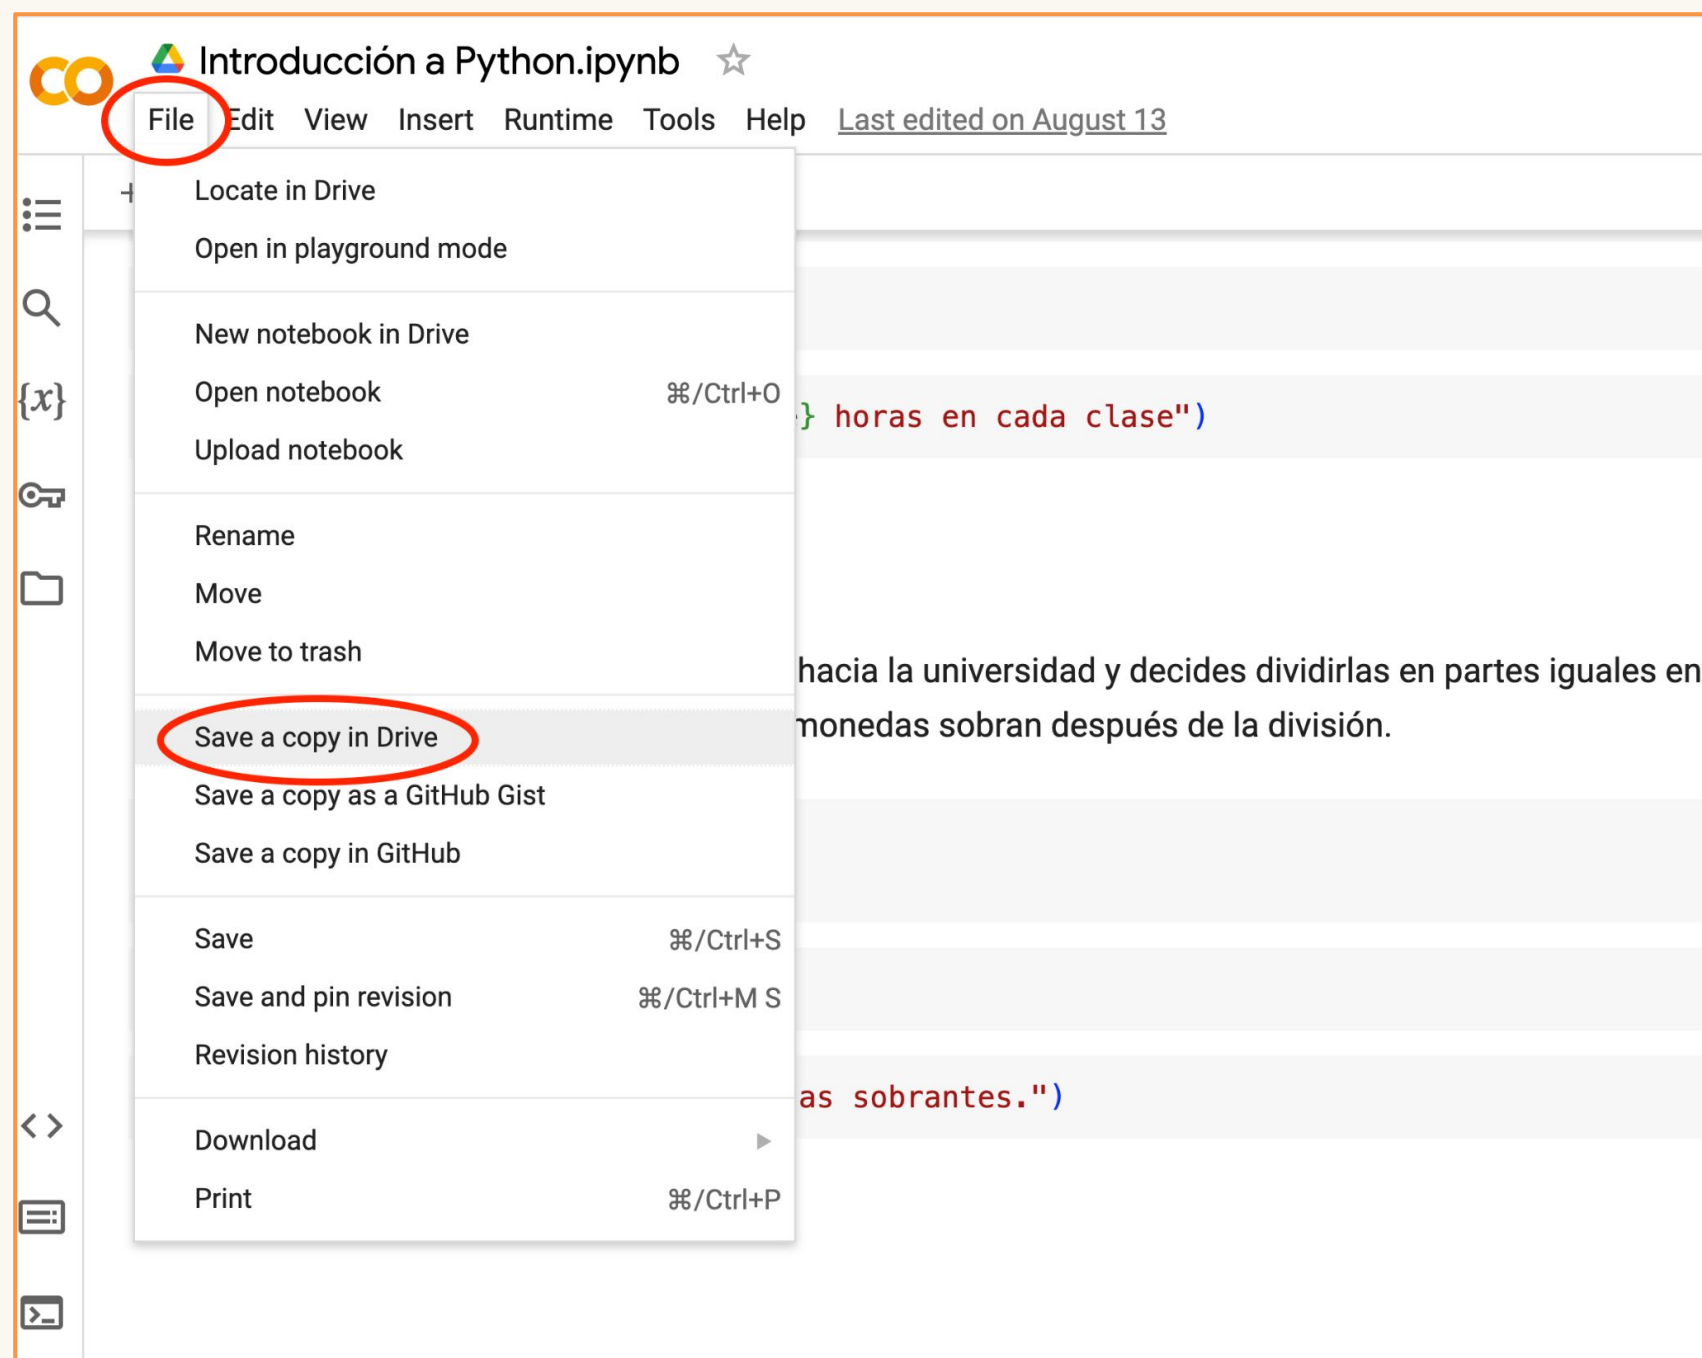 Introducción a Python.ipynb
File Edit View Insert Runtime Tools Help Last edited on August 13
Locate in Drive
Open in playground mode
New notebook in Drive
Open notebook ⌘/Ctrl+O
} horas en cada clase")
Upload notebook
Rename
Move
Move to trash
hacia la universidad y decides dividirlas en partes iguales en
monedas sobran después de la división.
Save a copy in Drive
Save a copy as a GitHub Gist
Save a copy in GitHub
Save ⌘/Ctrl+S
Save and pin revision ⌘/Ctrl+M S
Revision history
as sobrantes.")
Download
Print ⌘/Ctrl+P
{x}